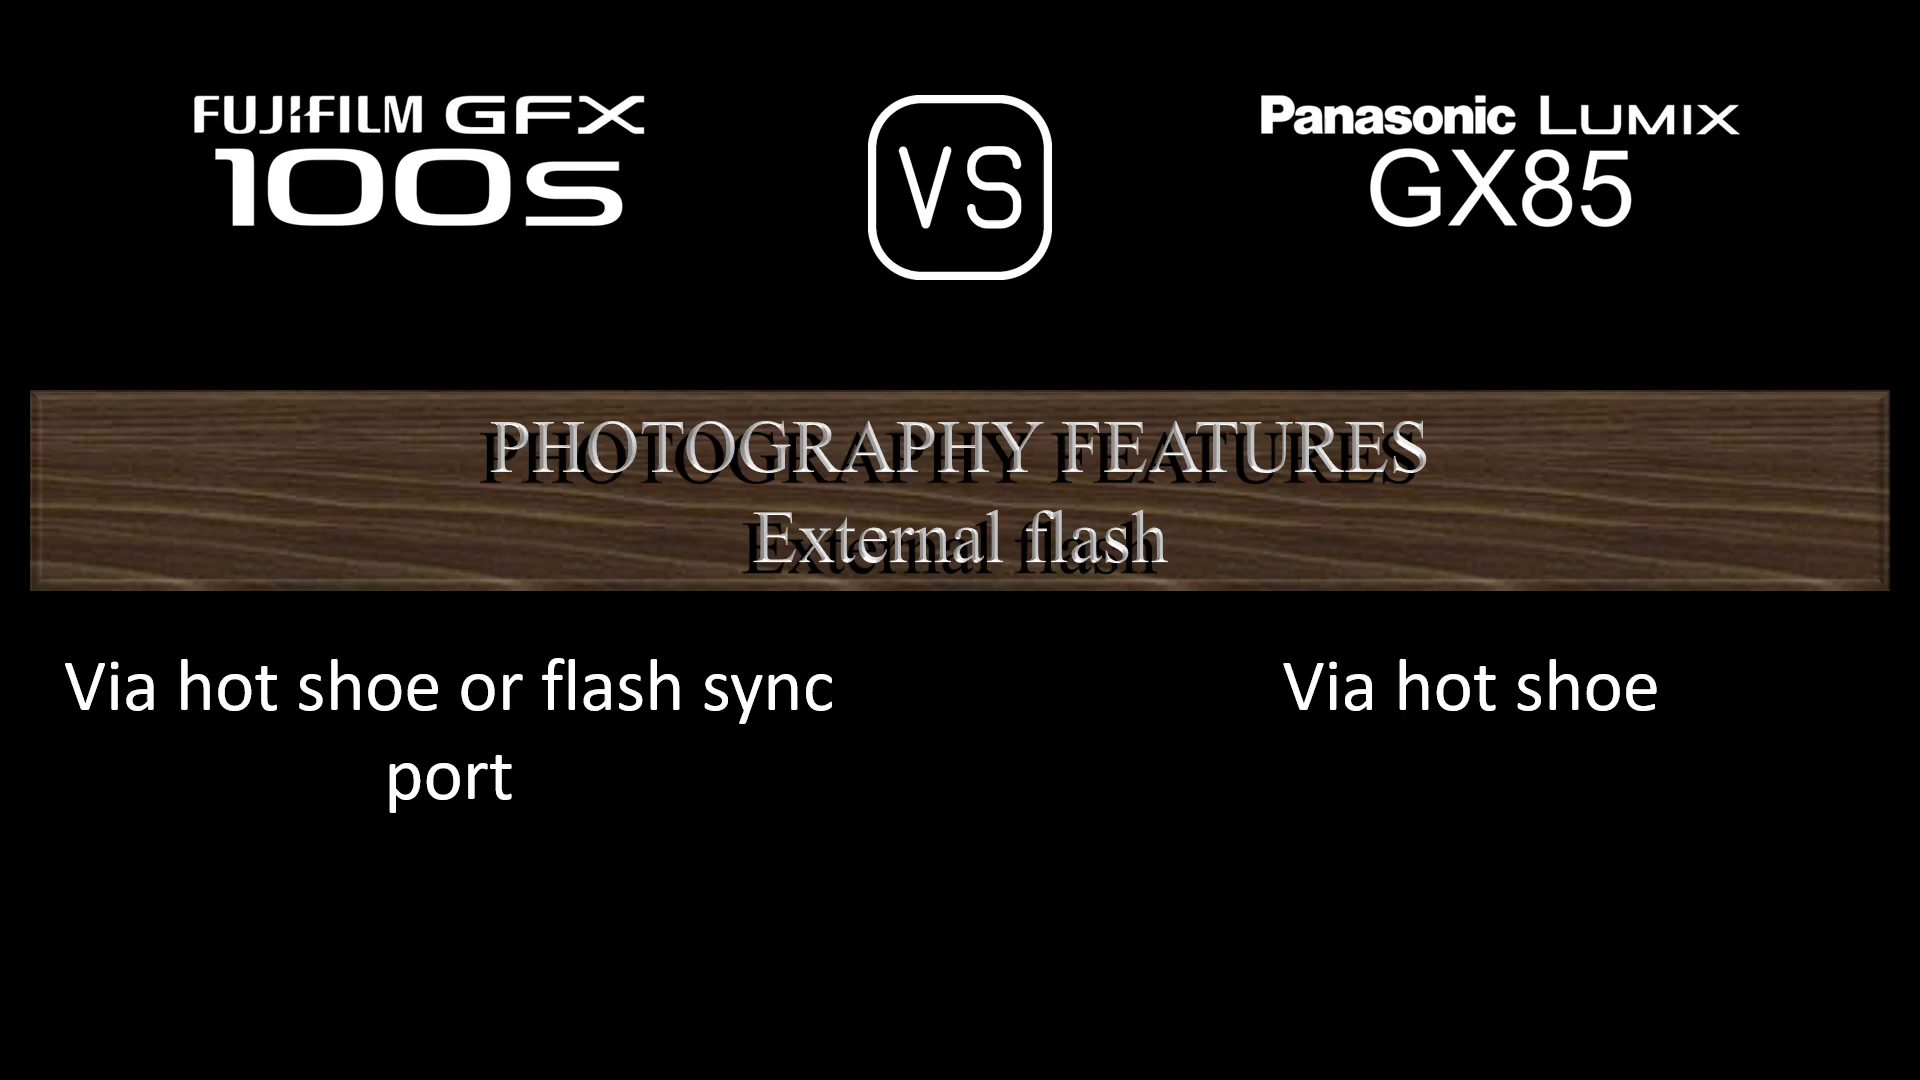 FUJIFILM GFX
100S
VS
Panasonic LUMIX
GX85
PHOTOGRAPHY FEATURES
External flash
Via hot shoe or flash sync
port
Via hot shoe